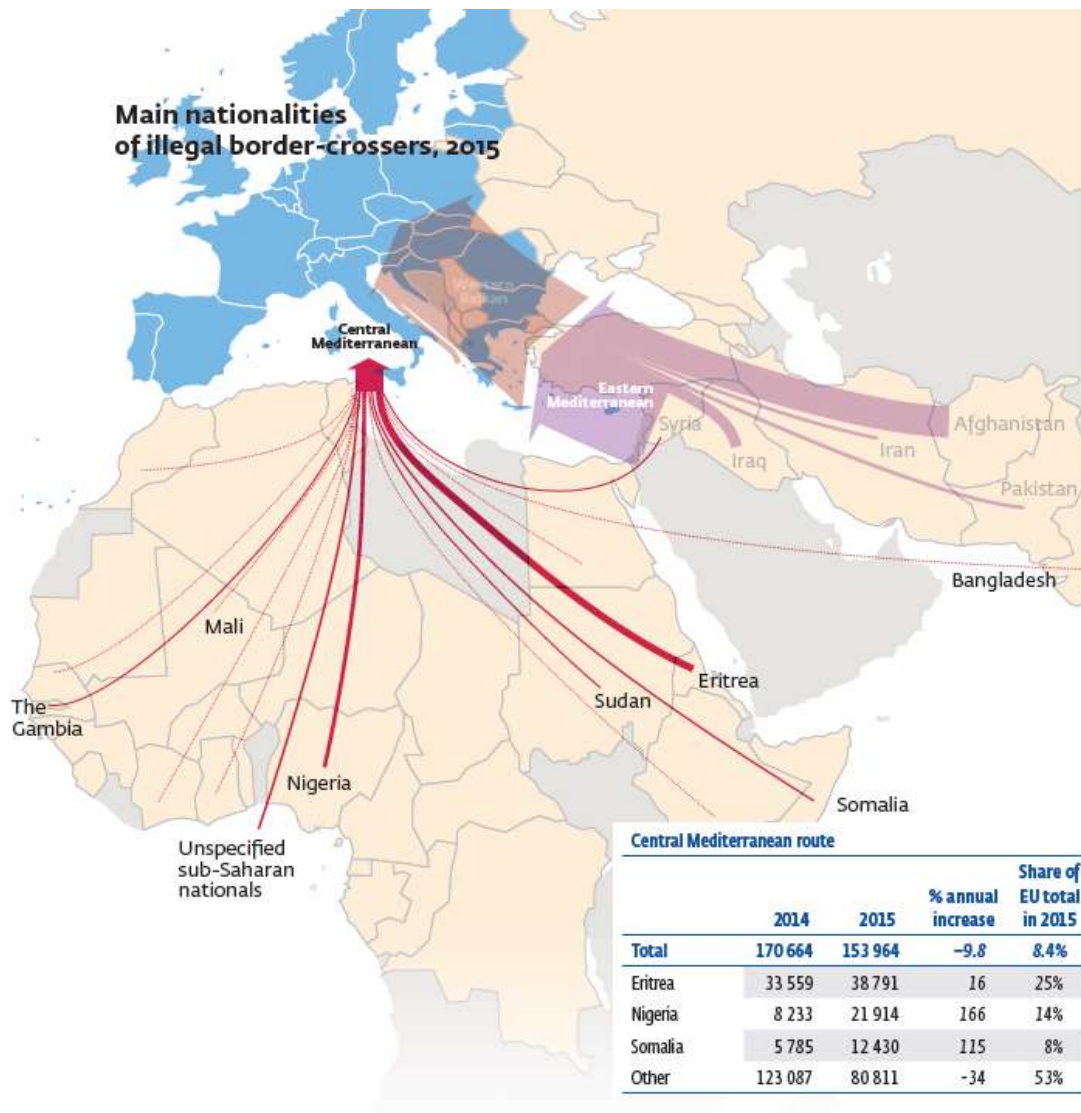 Main nationalities
of illegal border-crossers, 2015
Western
Balkan
Central
Mediterranean
Eastern
Mediterranean
Syria
Iraq
Iran
Afghanistan
Pakistan
Bangladesh
Mali
The
Gambia
Nigeria
Unspecified
sub-Saharan
nationals
Sudan
Eritrea
Somalia
Central Mediterranean route
2014 2015 % annual increase Share of EU total in 2015
Total 170 664 153 964 –9.8 8.4%
Eritrea 33 559 38 791 16 25%
Nigeria 8 233 21 914 166 14%
Somalia 5 785 12 430 115 8%
Other 123 087 80 811 -34 53%